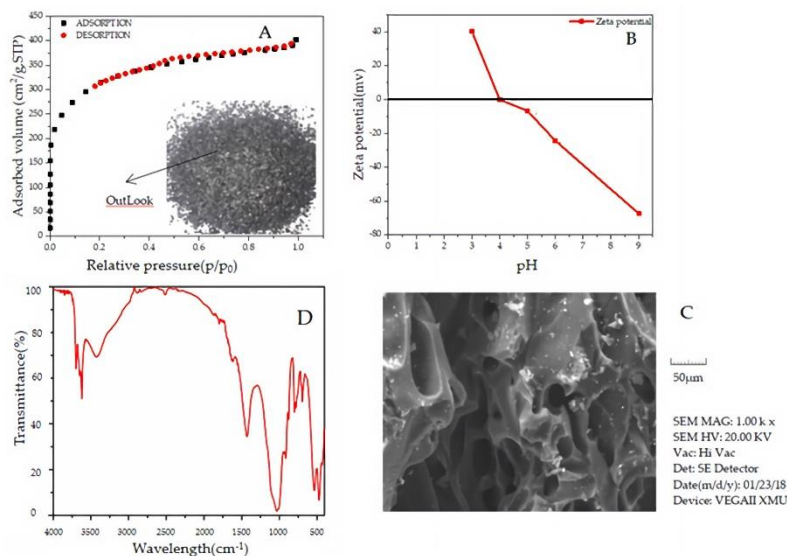 ADSORPTION
DESORPTION
A
Adsorbed volume (cm²/g,STP)
450
400
350
300
250
200
150
100
50
0
OutLook
0.0 0.2 0.4 0.6 0.8 1.0
Relative pressure(p/p₀)
Zeta potential
B
Zeta potential(mv)
40
20
0
-20
-40
-60
-80
0 1 2 3 4 5 6 7 8 9
pH
D
Transmittance(%)
100
80
60
40
20
0
4000 3500 3000 2500 2000 1500 1000 500
Wavelength(cm⁻¹)
C
50μm
SEM MAG: 1.00 k x
SEM HV: 20.00 KV
Vac: Hi Vac
Det: SE Detector
Date(m/d/y): 01/23/18
Device: VEGAII XMU